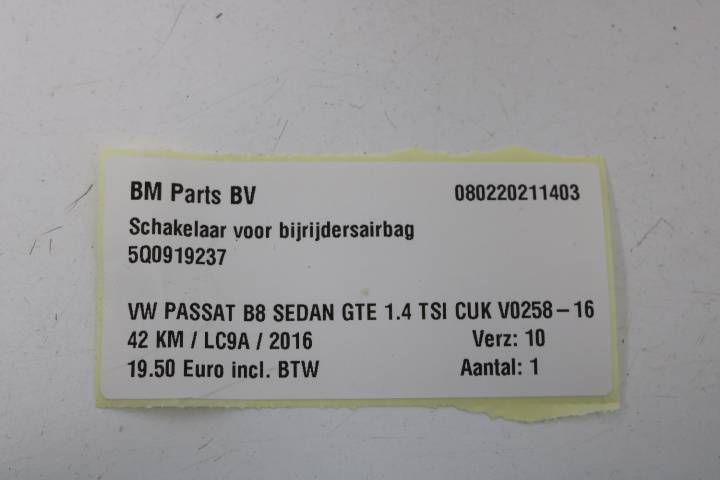 BM Parts BV 080220211403
Schakelaar voor bijrijdersairbag
5Q0919237
VW PASSAT B8 SEDAN GTE 1.4 TSI CUK V0258-16
42 KM / LC9A / 2016 Verz: 10
19.50 Euro incl. BTW Aantal: 1